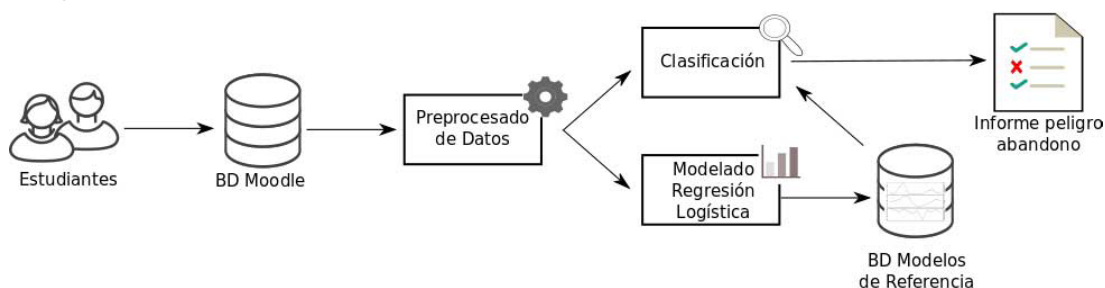 Estudiantes
BD Moodle
Preprocesado
de Datos
Clasificación
Modelado
Regresión
Logística
BD Modelos
de Referencia
Informe peligro
abandono